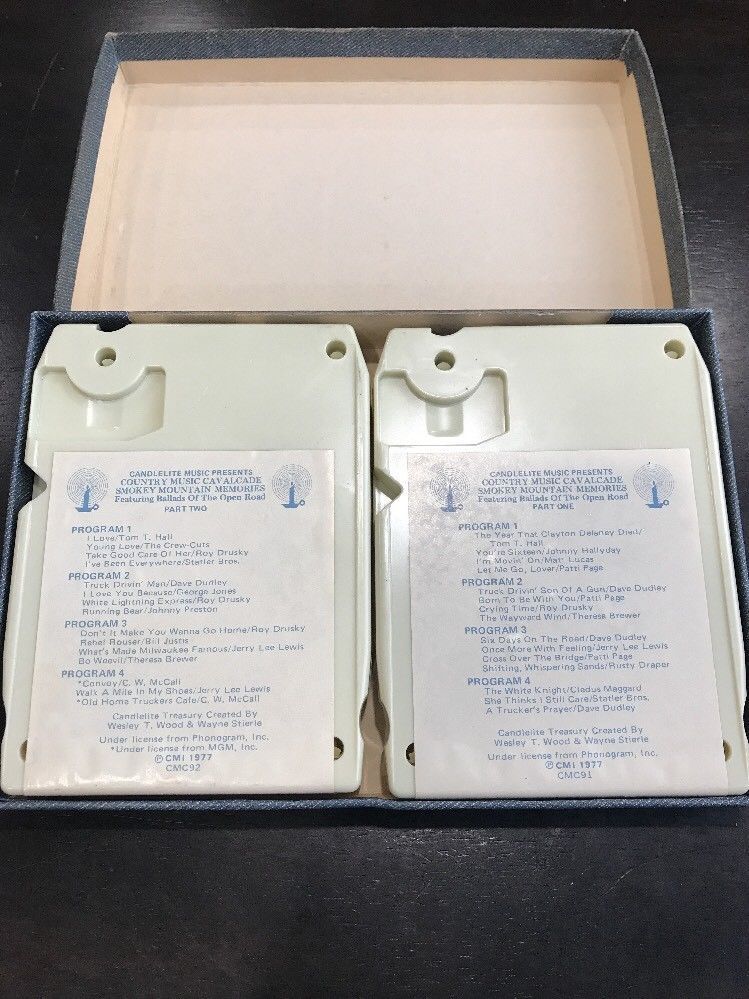 CANDLELITE MUSIC PRESENTS
COUNTRY MUSIC CAVALCADE
SMOKEY MOUNTAIN MEMORIES
Featuring Ballads Of The Open Road
PART TWO
PROGRAM 1
I Love/Tom T. Hall
Young Love/The Crew-Cuts
Take Good Care Of Her/Roy Drusky
I've Been Everywhere/Statler Bros.
PROGRAM 2
Truck Drivin' Man/Dave Dudley
I Love You Because/George Jones
White Lightning Express/Roy Drusky
Running Bear/Johnny Preston
PROGRAM 3
Don't It Make You Wanna Go Home/Roy Drusky
Rebel Rouser/Bill Justis
What's Made Milwaukee Famous/Jerry Lee Lewis
Bo Weevil/Theresa Brewer
PROGRAM 4
*Convoy/C. W. McCall
Walk A Mile In My Shoes/Jerry Lee Lewis
*Old Home Truckers Cafe/C. W. McCall
Candlelite Treasury Created By
Wesley T. Wood & Wayne Stierle
Under license from Phonogram, Inc.
*Under license from MGM, Inc.
℗ CMI 1977
CMC92
CANDLELITE MUSIC PRESENTS
COUNTRY MUSIC CAVALCADE
SMOKEY MOUNTAIN MEMORIES
Featuring Ballads Of The Open Road
PART ONE
PROGRAM 1
The Year That Clayton Delaney Died/
Tom T. Hall
You're Sixteen/Johnny Hallyday
I'm Movin' On/Matt Lucas
Let Me Go, Lover/Patti Page
PROGRAM 2
Truck Drivin' Son Of A Gun/Dave Dudley
Born To Be With You/Patti Page
Crying Time/Roy Drusky
The Wayward Wind/Theresa Brewer
PROGRAM 3
Six Days On The Road/Dave Dudley
Once More With Feeling/Jerry Lee Lewis
Cross Over The Bridge/Patti Page
Shifting, Whispering Sands/Rusty Draper
PROGRAM 4
The White Knight/Cledus Maggard
She Thinks I Still Care/Statler Bros.
A Trucker's Prayer/Dave Dudley
Candlelite Treasury Created By
Wesley T. Wood & Wayne Stierle
Under license from Phonogram, Inc.
℗ CMI 1977
CMC91